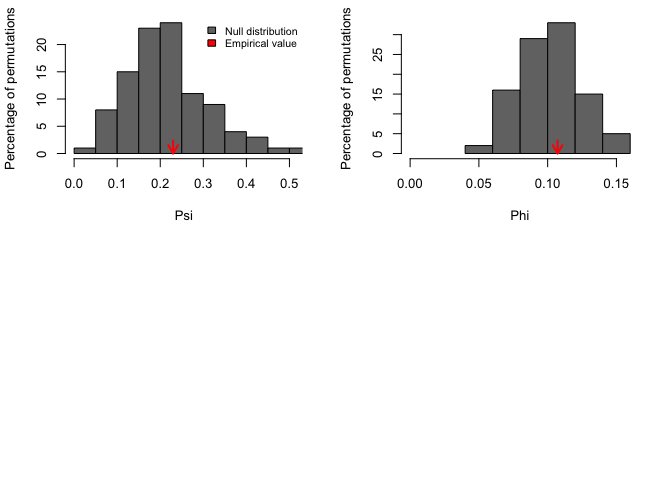 Percentage of permutations
20
15
10
5
0
0.0 0.1 0.2 0.3 0.4 0.5
Psi
Null distribution
Empirical value
Percentage of permutations
25
15
5
0
0.00 0.05 0.10 0.15
Phi